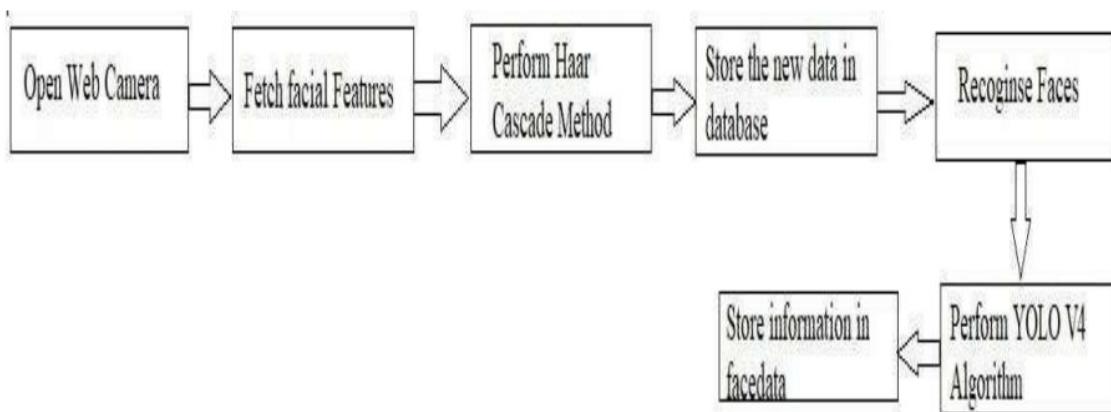 Open Web Camera
Fetch facial Features
Perform Haar
Cascade Method
Store the new data in
database
Recoginse Faces
Perform YOLO V4
Algorithm
Store information in
facedata